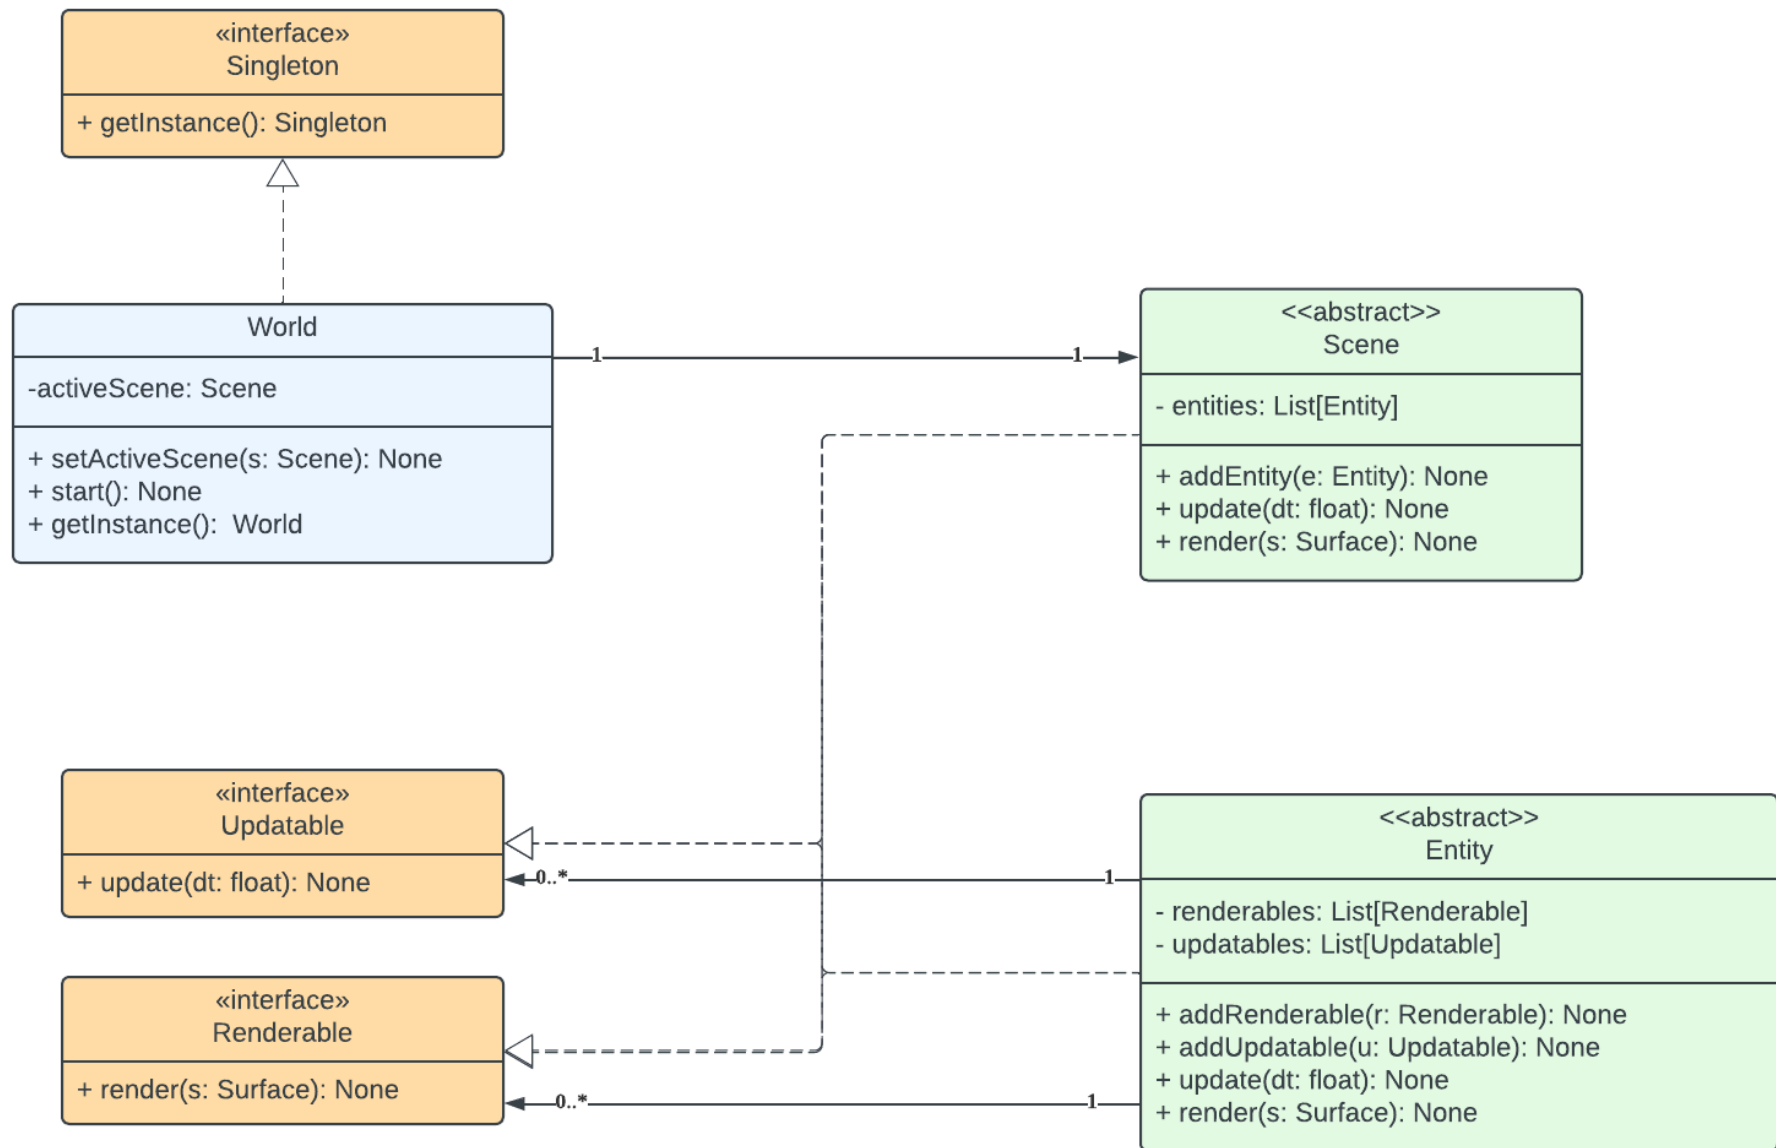 «interface»
Singleton
+ getInstance(): Singleton
World
-activeScene: Scene
+ setActiveScene(s: Scene): None
+ start(): None
+ getInstance():  World
1
1
<<abstract>>
Scene
- entities: List[Entity]
+ addEntity(e: Entity): None
+ update(dt: float): None
+ render(s: Surface): None
«interface»
Updatable
+ update(dt: float): None
0..*
1
«interface»
Renderable
+ render(s: Surface): None
0..*
1
<<abstract>>
Entity
- renderables: List[Renderable]
- updatables: List[Updatable]
+ addRenderable(r: Renderable): None
+ addUpdatable(u: Updatable): None
+ update(dt: float): None
+ render(s: Surface): None